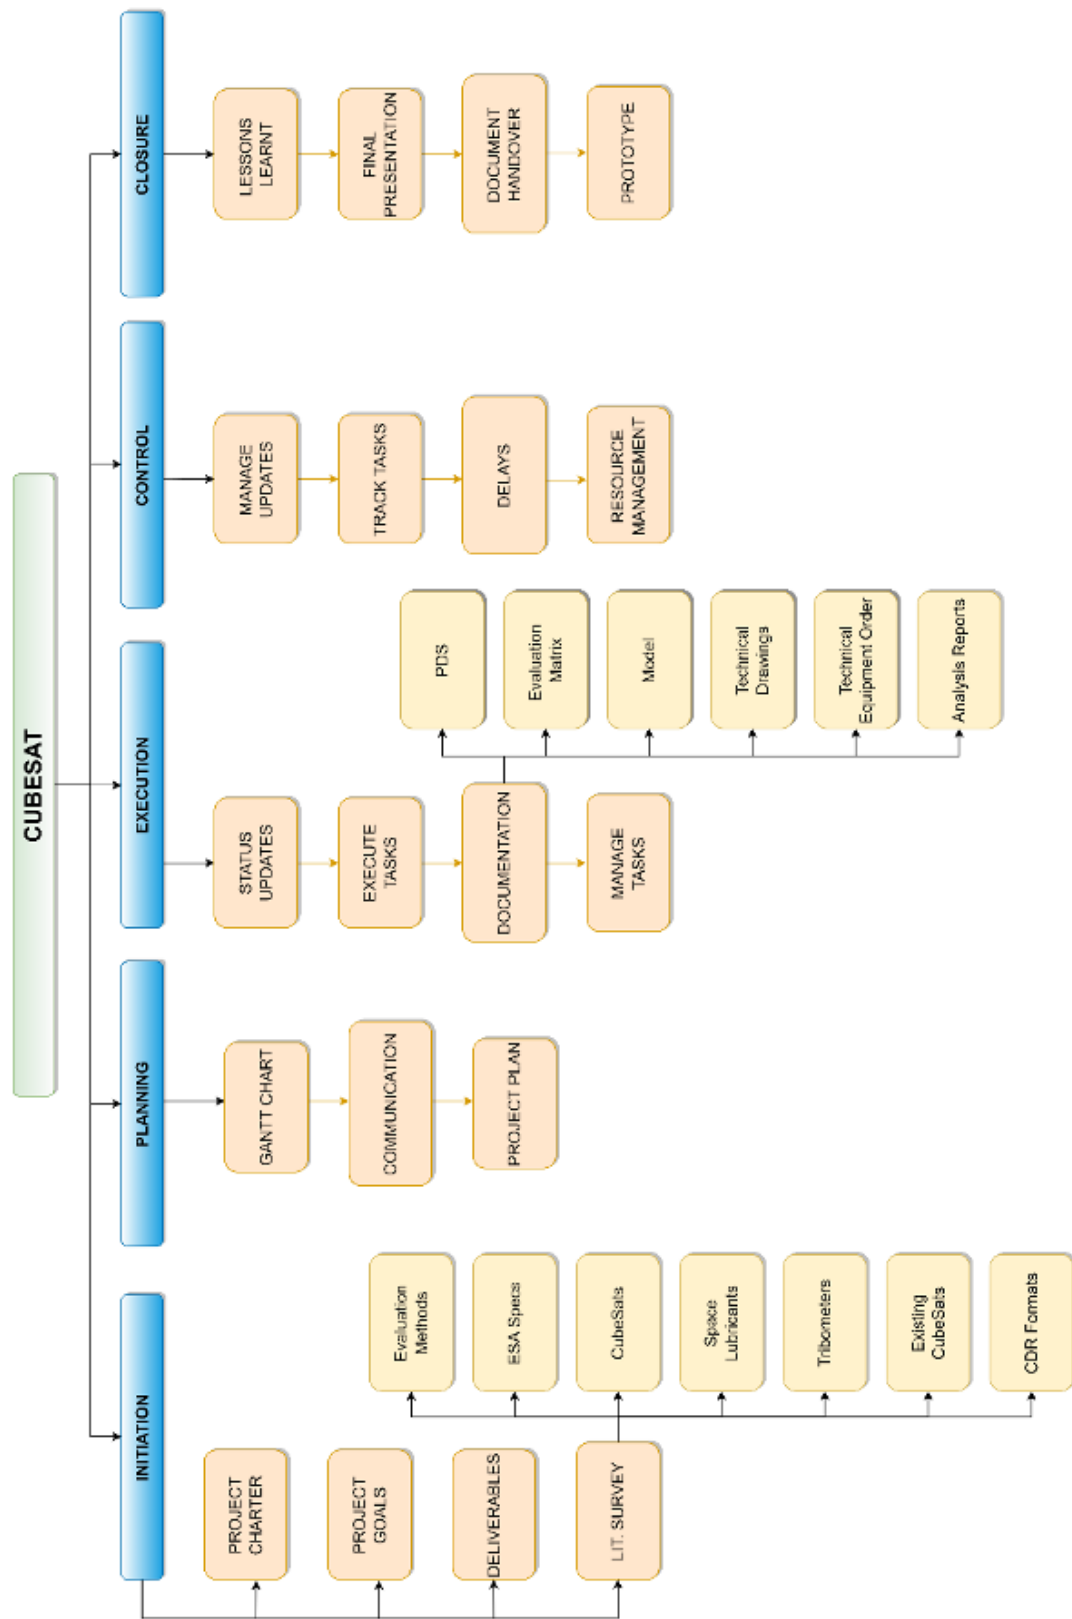 CUBESAT
INITIATION
PROJECT
CHARTER
PROJECT
GOALS
DELIVERABLES
LIT. SURVEY
Evaluation
Methods
ESA Specs
CubeSats
Space
Lubricants
Tribometers
Existing
CubeSats
CDR Formats
PLANNING
GANTT CHART
COMMUNICATION
PROJECT PLAN
EXECUTION
STATUS
UPDATES
EXECUTE
TASKS
DOCUMENTATION
MANAGE
TASKS
PDS
Evaluation
Matrix
Model
Technical
Drawings
Technical
Equipment Order
Analysis Reports
CONTROL
MANAGE
UPDATES
TRACK TASKS
DELAYS
RESOURCE
MANAGEMENT
CLOSURE
LESSONS
LEARNT
FINAL
PRESENTATION
DOCUMENT
HANDOVER
PROTOTYPE